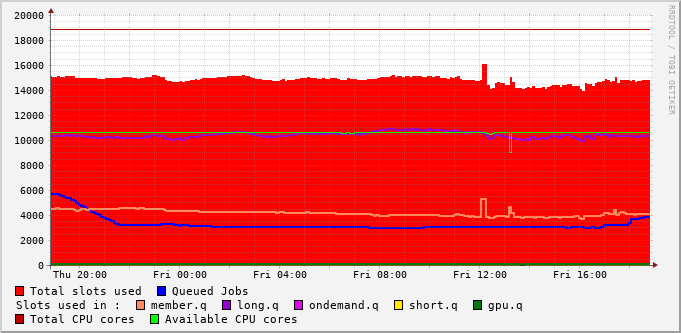 RRDTOOL / TOBI OETIKER
20000
18000
16000
14000
12000
10000
8000
6000
4000
2000
0
Thu 20:00 Fri 00:00 Fri 04:00 Fri 08:00 Fri 12:00 Fri 16:00
Total slots used Queued Jobs
Slots used in : member.q long.q ondemand.q short.q gpu.q
Total CPU cores Available CPU cores